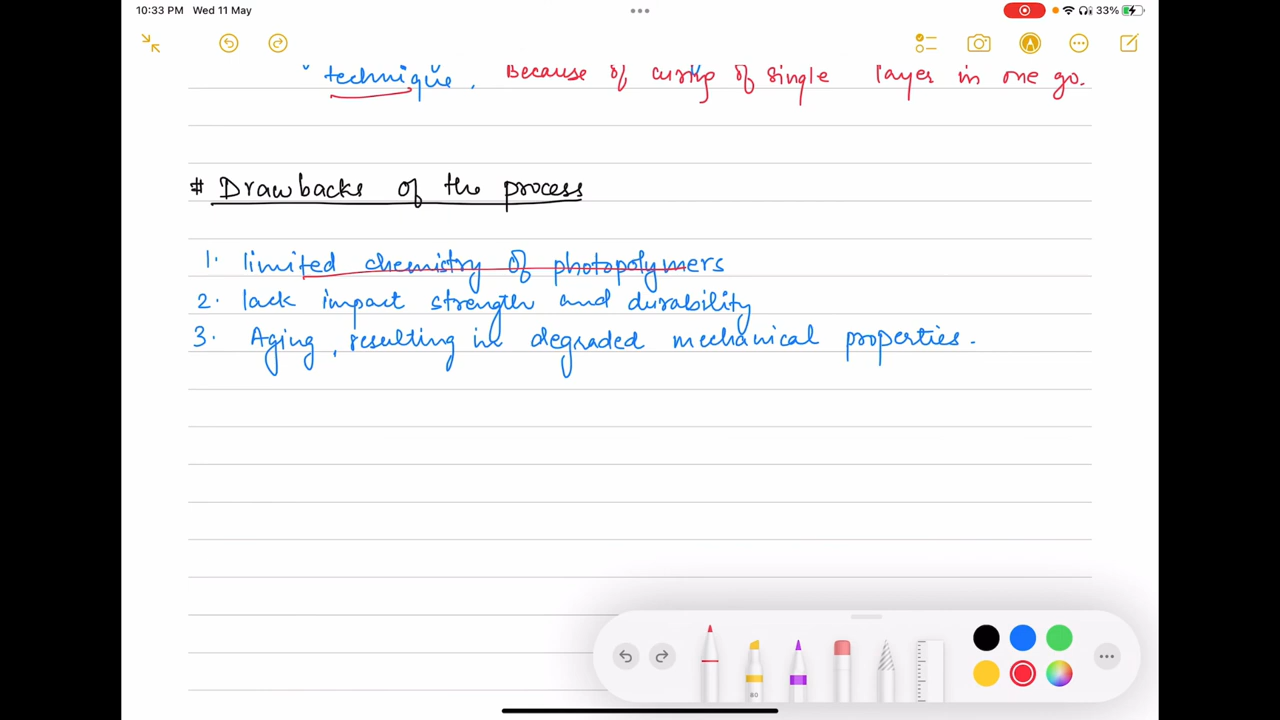 10:33 PM Wed 11 May 33%
technique, Because of curing of single layer in one go.
# Drawbacks of the process
1. limited chemistry of photopolymers
2. lack impact strength and durability
3. Aging, resulting in degraded mechanical properties.
80